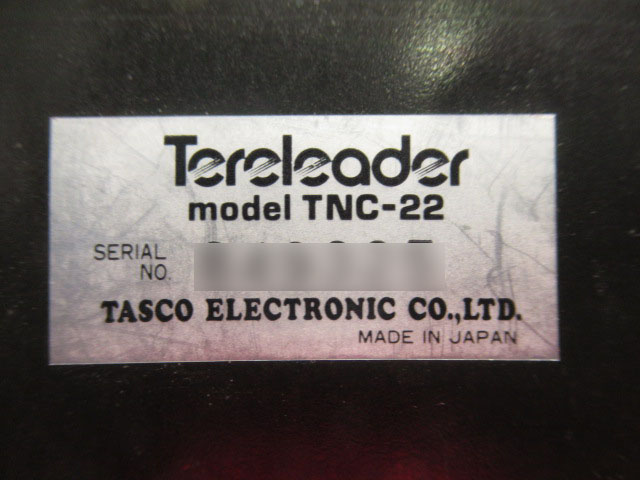 Tereleader
model TNC-22
SERIAL
NO.
TASCO ELECTRONIC CO.,LTD.
MADE IN JAPAN